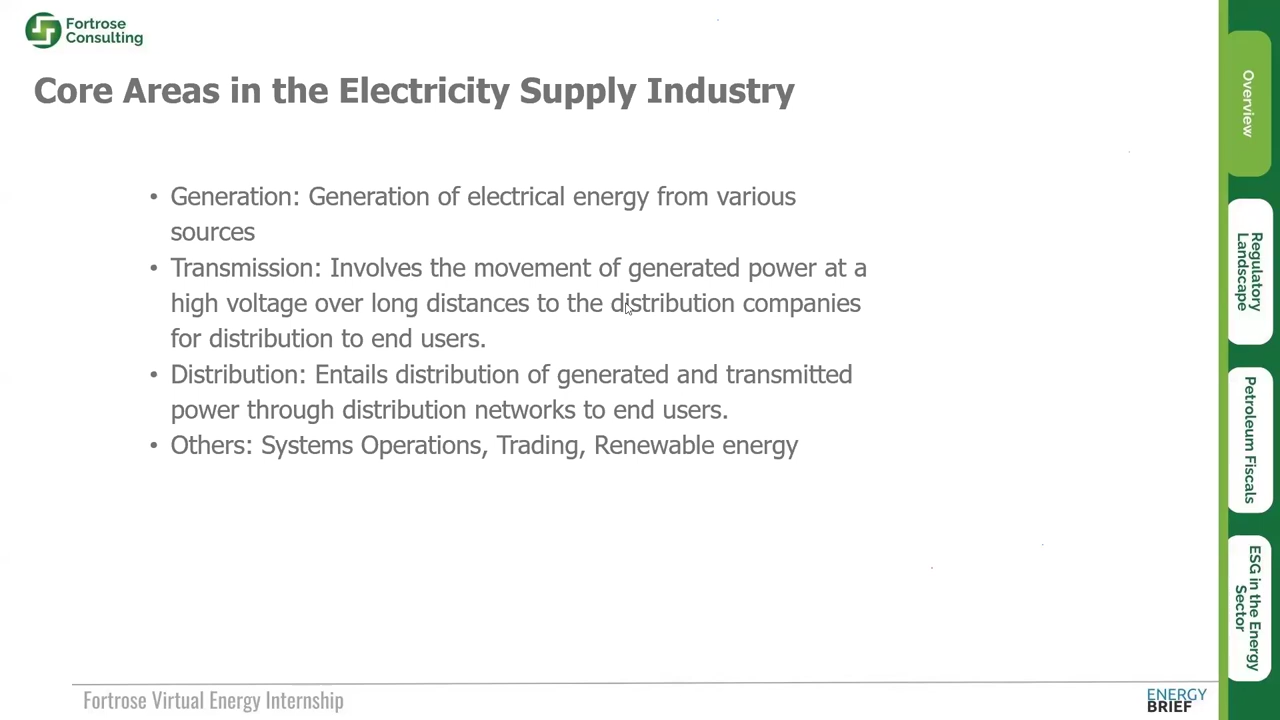 Fortrose
Consulting
Core Areas in the Electricity Supply Industry
• Generation: Generation of electrical energy from various
sources
• Transmission: Involves the movement of generated power at a
high voltage over long distances to the distribution companies
for distribution to end users.
• Distribution: Entails distribution of generated and transmitted
power through distribution networks to end users.
• Others: Systems Operations, Trading, Renewable energy
Overview
Regulatory
Landscape
Petroleum Fiscals
ESG in the Energy
Sector
Fortrose Virtual Energy Internship
ENERGY
BRIEF